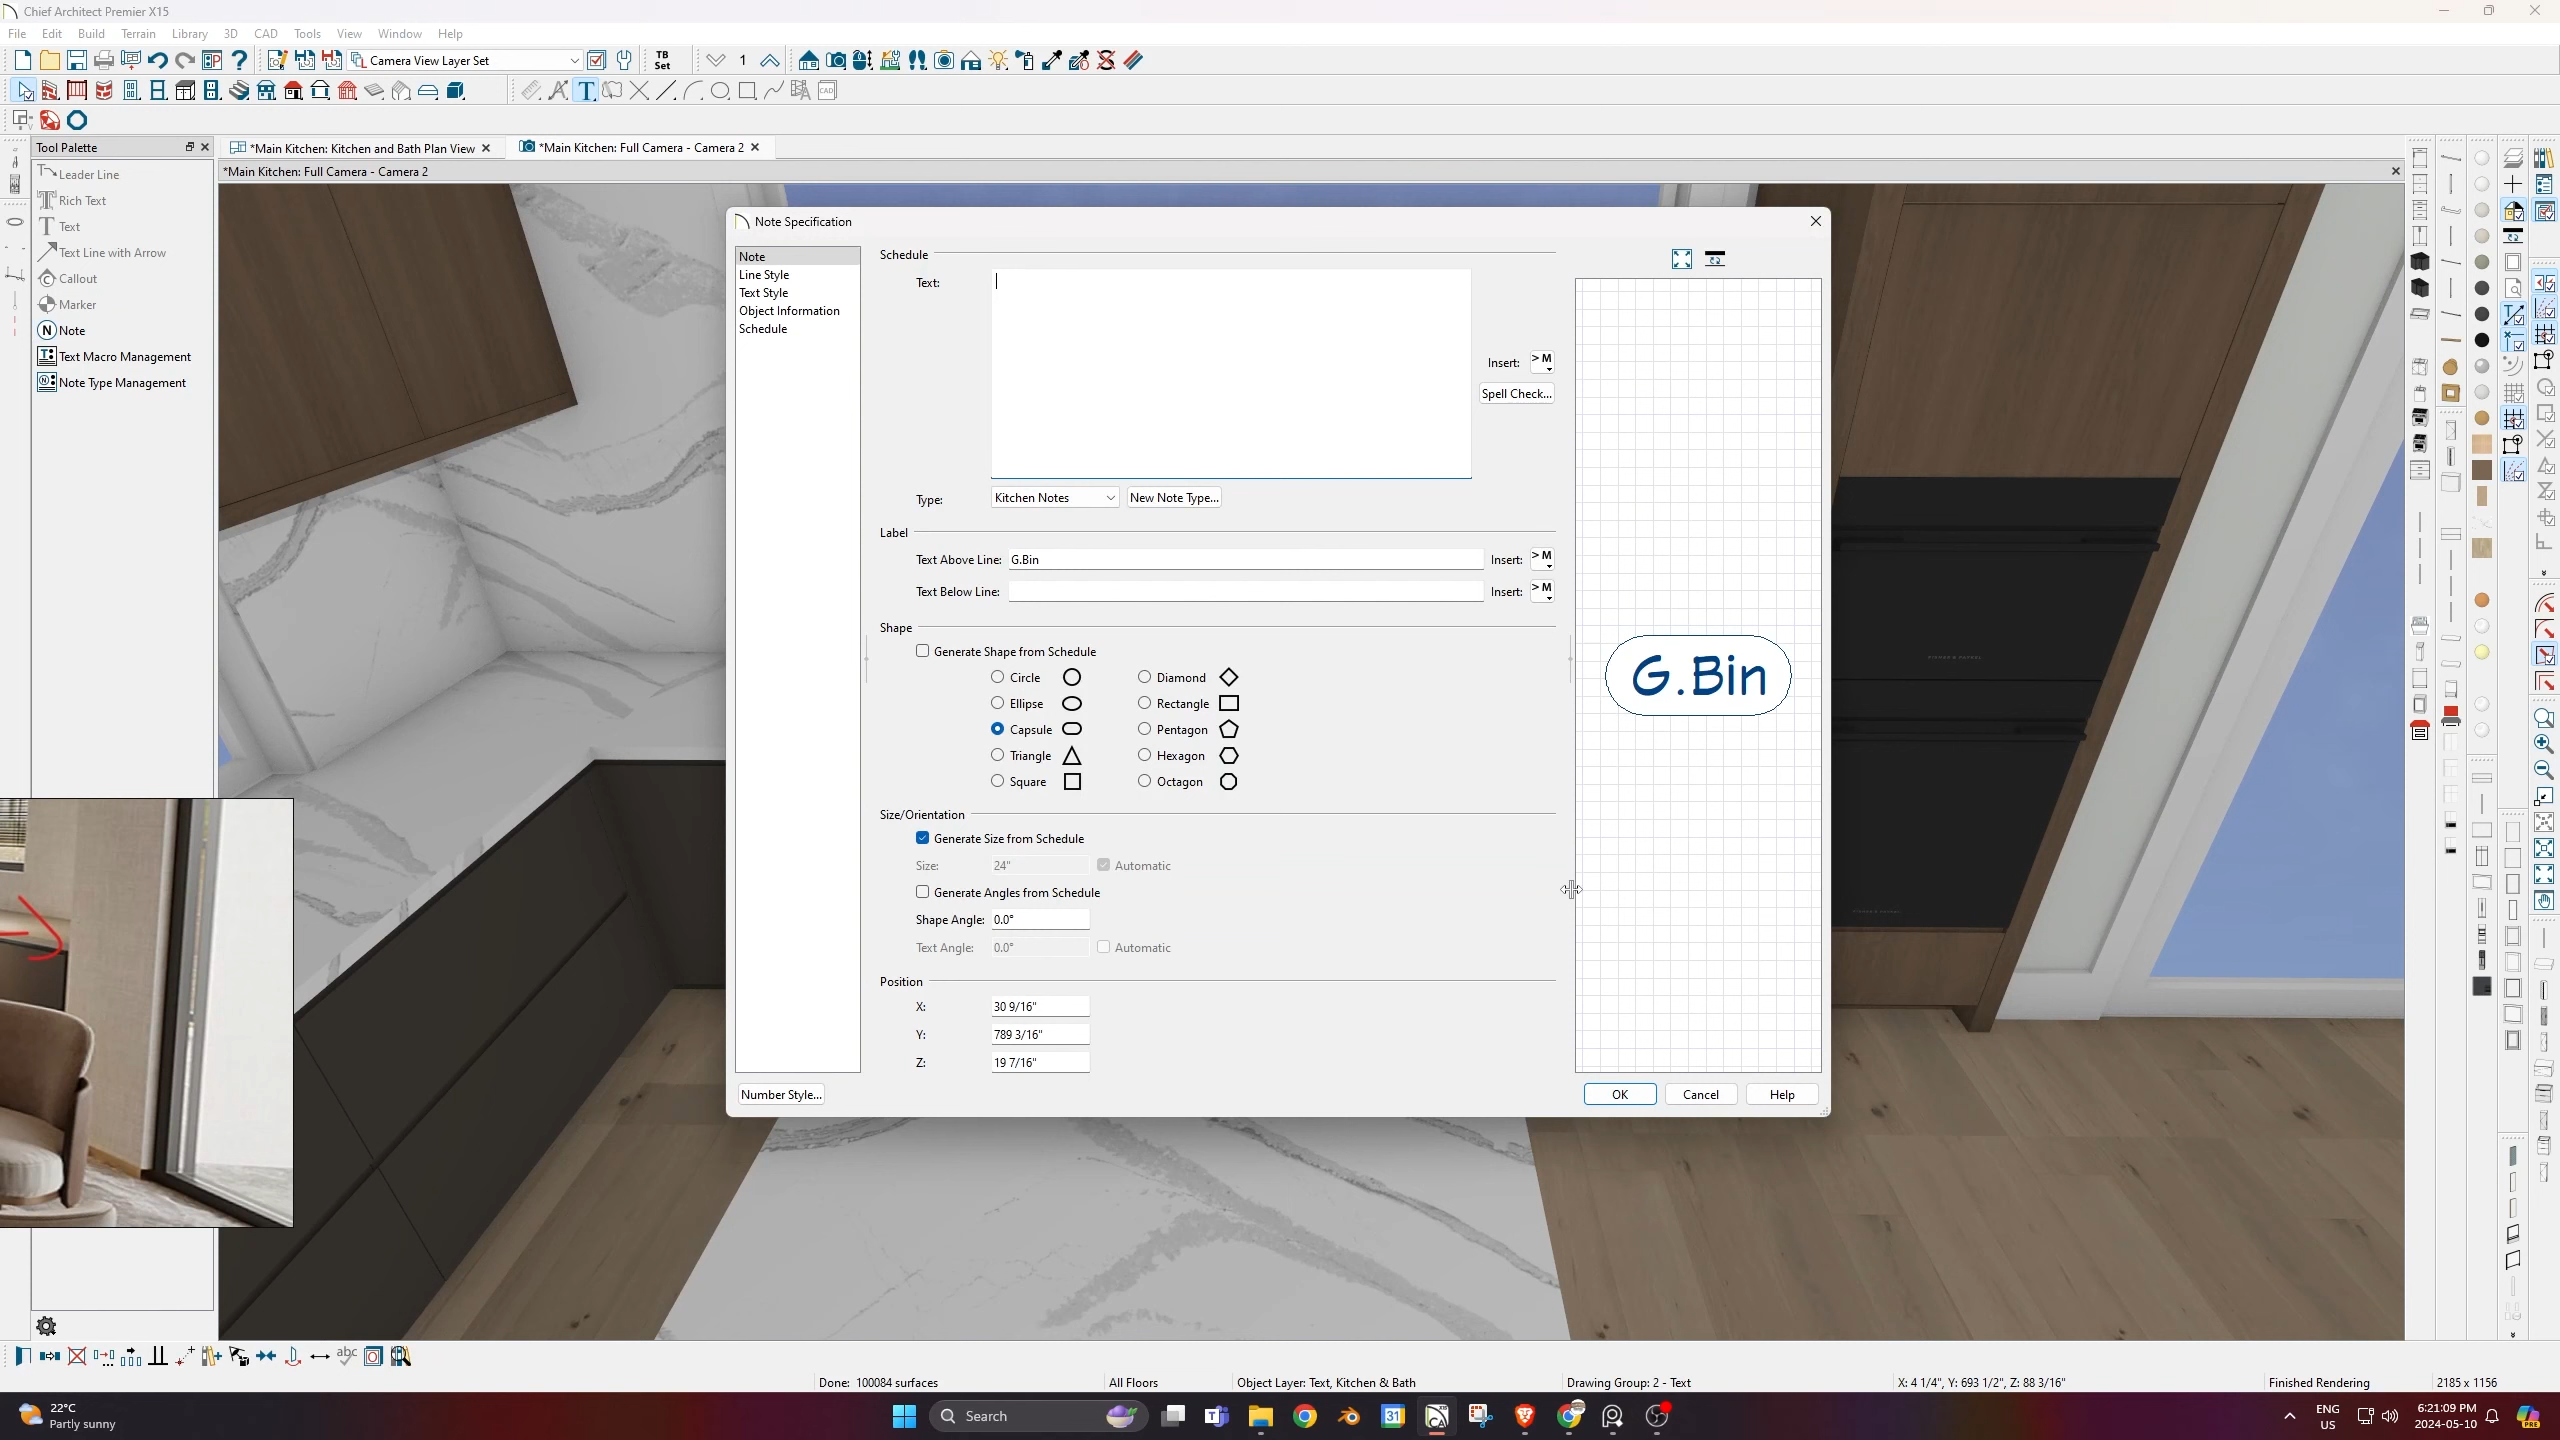 Chief Architect Premier X15
File Edit Build Terrain Library 3D CAD Tools View Window Help
Camera View Layer Set
TB Set
1
Tool Palette
*Main Kitchen: Kitchen and Bath Plan View
*Main Kitchen: Full Camera - Camera 2
*Main Kitchen: Full Camera - Camera 2
Leader Line
Rich Text
Text
Text Line with Arrow
Callout
Marker
Note
Text Macro Management
Note Type Management
Note Specification
Note
Line Style
Text Style
Object Information
Schedule
Schedule
Text:
Insert: > M
Spell Check...
Type: Kitchen Notes New Note Type...
Label
Text Above Line: G.Bin Insert: > M
Text Below Line: Insert: > M
Shape
Generate Shape from Schedule
Circle Diamond
Ellipse Rectangle
Capsule Pentagon
Triangle Hexagon
Square Octagon
G.Bin
Size/Orientation
Generate Size from Schedule
Size: 24" Automatic
Generate Angles from Schedule
Shape Angle: 0.0°
Text Angle: 0.0° Automatic
Position
X: 30 9/16"
Y: 789 3/16"
Z: 19 7/16"
Number Style... OK Cancel Help
Done: 100084 surfaces All Floors Object Layer: Text, Kitchen & Bath Drawing Group: 2 - Text X: 4 1/4", Y: 693 1/2", Z: 88 3/16" Finished Rendering 2185 x 1156
22°C
Partly sunny
Search
ENG
US
6:21:09 PM
2024-05-10